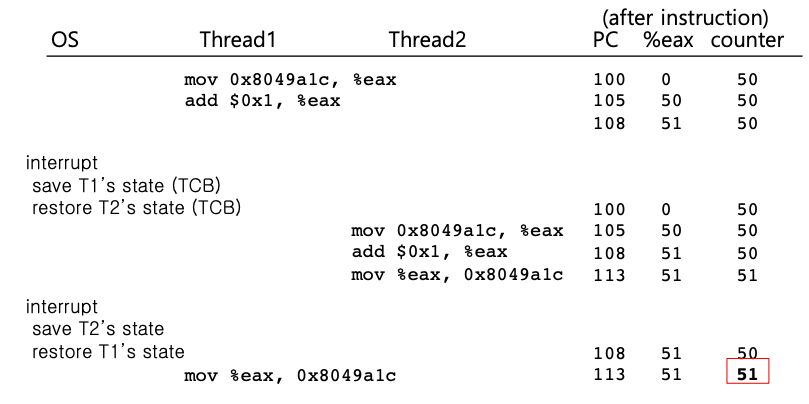 (after instruction)
OS Thread1 Thread2 PC %eax counter
mov 0x8049a1c, %eax 100 0 50
add $0x1, %eax 105 50 50
108 51 50
interrupt
save T1's state (TCB)
restore T2's state (TCB) 100 0 50
mov 0x8049a1c, %eax 105 50 50
add $0x1, %eax 108 51 50
mov %eax, 0x8049a1c 113 51 51
interrupt
save T2's state
restore T1's state 108 51 50
mov %eax, 0x8049a1c 113 51 51